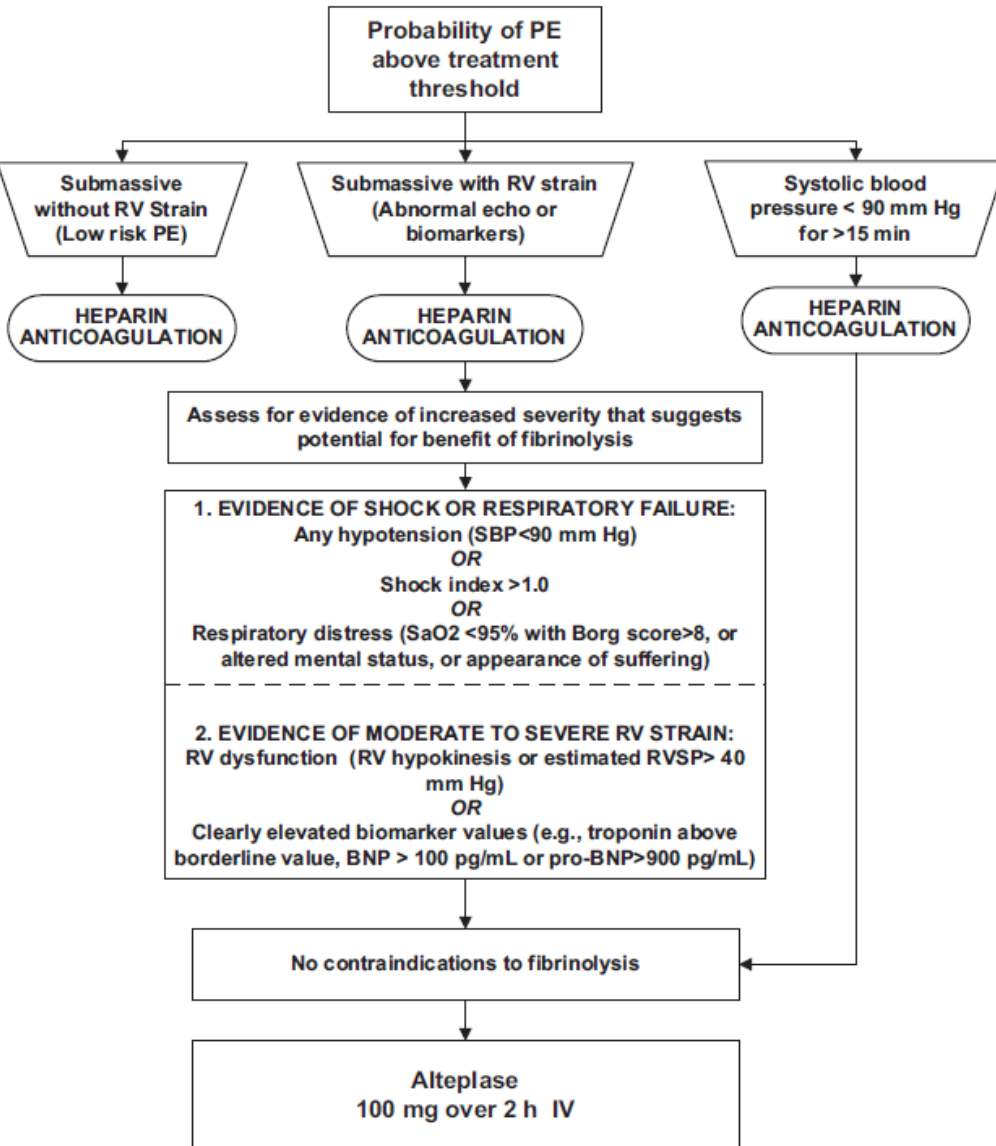 Probability of PE
above treatment
threshold
Submassive
without RV Strain
(Low risk PE)
Submassive with RV strain
(Abnormal echo or
biomarkers)
Systolic blood
pressure < 90 mm Hg
for >15 min
HEPARIN
ANTICOAGULATION
HEPARIN
ANTICOAGULATION
HEPARIN
ANTICOAGULATION
Assess for evidence of increased severity that suggests
potential for benefit of fibrinolysis
1. EVIDENCE OF SHOCK OR RESPIRATORY FAILURE:
Any hypotension (SBP<90 mm Hg)
OR
Shock index >1.0
OR
Respiratory distress (SaO2 <95% with Borg score>8, or
altered mental status, or appearance of suffering)
2. EVIDENCE OF MODERATE TO SEVERE RV STRAIN:
RV dysfunction (RV hypokinesis or estimated RVSP> 40
mm Hg)
OR
Clearly elevated biomarker values (e.g., troponin above
borderline value, BNP > 100 pg/mL or pro-BNP>900 pg/mL)
No contraindications to fibrinolysis
Alteplase
100 mg over 2 h IV